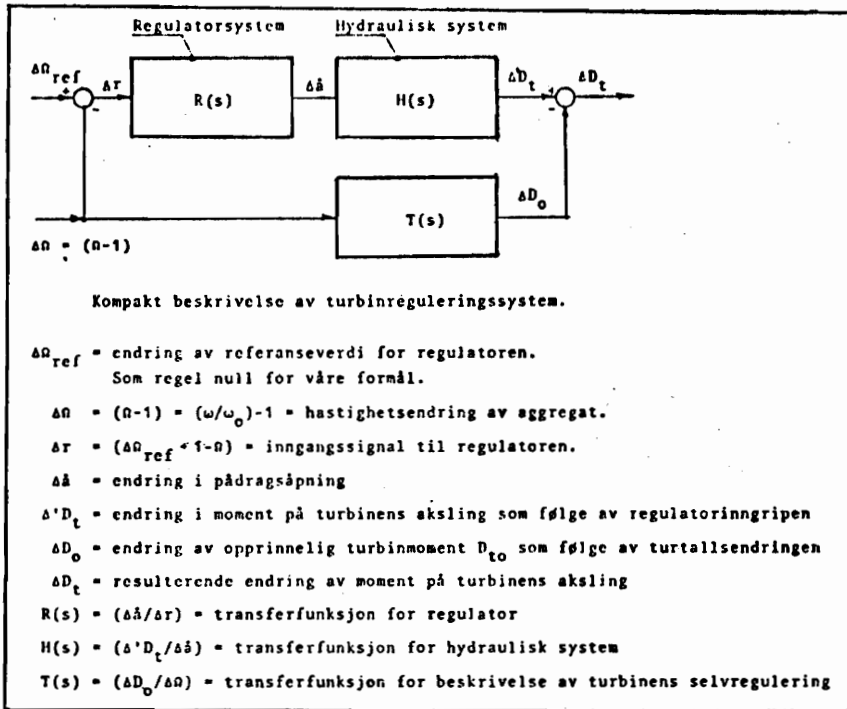 Regulatorsystem Hydraulisk system
ΔΩref + - Δr R(s) Δå H(s) Δ'Dt + - ΔDt
T(s) ΔDo
ΔΩ = (Ω-1)
Kompakt beskrivelse av turbinreguleringssystem.
ΔΩref = endring av referanseverdi for regulatoren.
Som regel null for våre formål.
ΔΩ = (Ω-1) = (ω/ωo)-1 = hastighetsendring av aggregat.
Δr = (ΔΩref + 1-Ω) = inngangssignal til regulatoren.
Δå = endring i pådragsåpning
Δ'Dt = endring i moment på turbinens aksling som følge av regulatorinngripen
ΔDo = endring av opprinnelig turbinmoment Dto som følge av turtallsendringen
ΔDt = resulterende endring av moment på turbinens aksling
R(s) = (Δå/Δr) = transferfunksjon for regulator
H(s) = (Δ'Dt/Δå) = transferfunksjon for hydraulisk system
T(s) = (ΔDo/ΔΩ) = transferfunksjon for beskrivelse av turbinens selvregulering